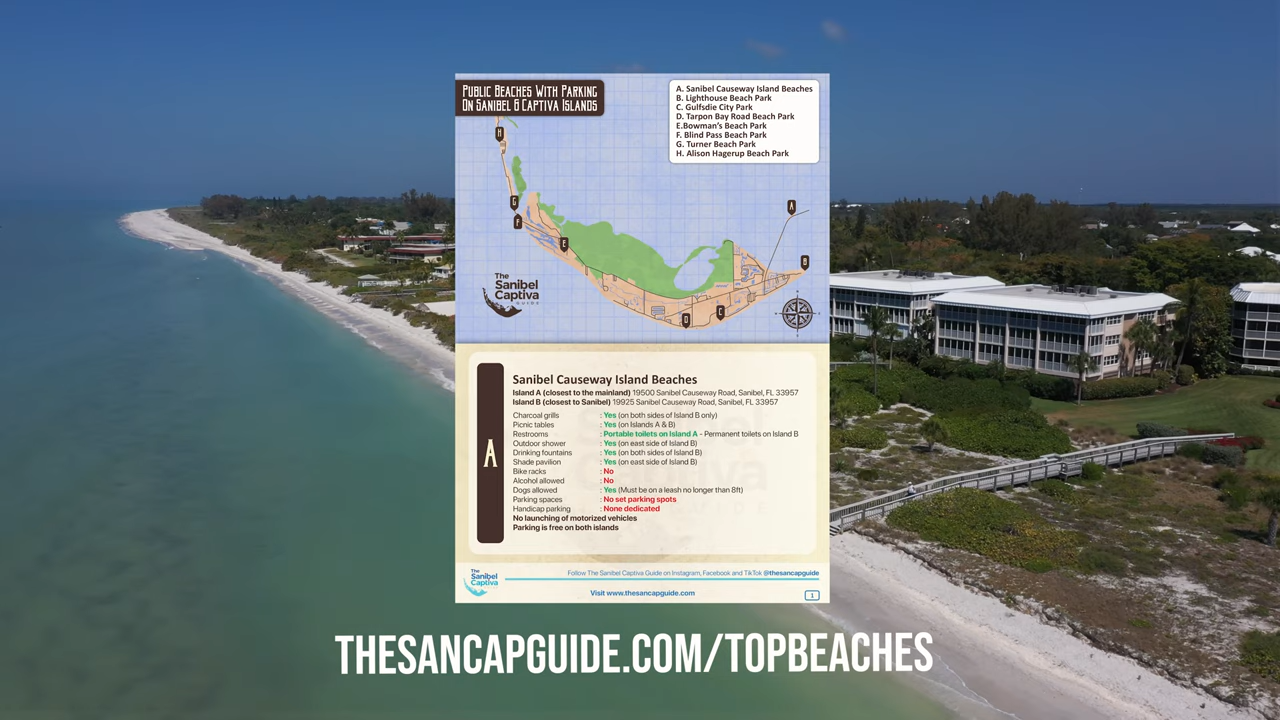 PUBLIC BEACHES WITH PARKING
ON SANIBEL & CAPTIVA ISLANDS
A. Sanibel Causeway Island Beaches
B. Lighthouse Beach Park
C. Gulfsdie City Park
D. Tarpon Bay Road Beach Park
E.Bowman's Beach Park
F. Blind Pass Beach Park
G. Turner Beach Park
H. Alison Hagerup Beach Park
H
G
F
E
A
B
D
C
The
Sanibel
Captiva
GUIDE
A
Sanibel Causeway Island Beaches
Island A (closest to the mainland) 19500 Sanibel Causeway Road, Sanibel, FL 33957
Island B (closest to Sanibel) 19925 Sanibel Causeway Road, Sanibel, FL 33957
Charcoal grills : Yes (on both sides of Island B only)
Picnic tables : Yes (on Islands A & B)
Restrooms : Portable toilets on Island A - Permanent toilets on Island B
Outdoor shower : Yes (on east side of Island B)
Drinking fountains : Yes (on both sides of Island B)
Shade pavilion : Yes (on east side of Island B)
Bike racks : No
Alcohol allowed : No
Dogs allowed : Yes (Must be on a leash no longer than 8ft)
Parking spaces : No set parking spots
Handicap parking : None dedicated
No launching of motorized vehicles
Parking is free on both islands
The
Sanibel
Captiva
Follow The Sanibel Captiva Guide on Instagram, Facebook and TikTok @thesancapguide
Visit www.thesancapguide.com
1
THESANCAPGUIDE.COM/TOPBEACHES